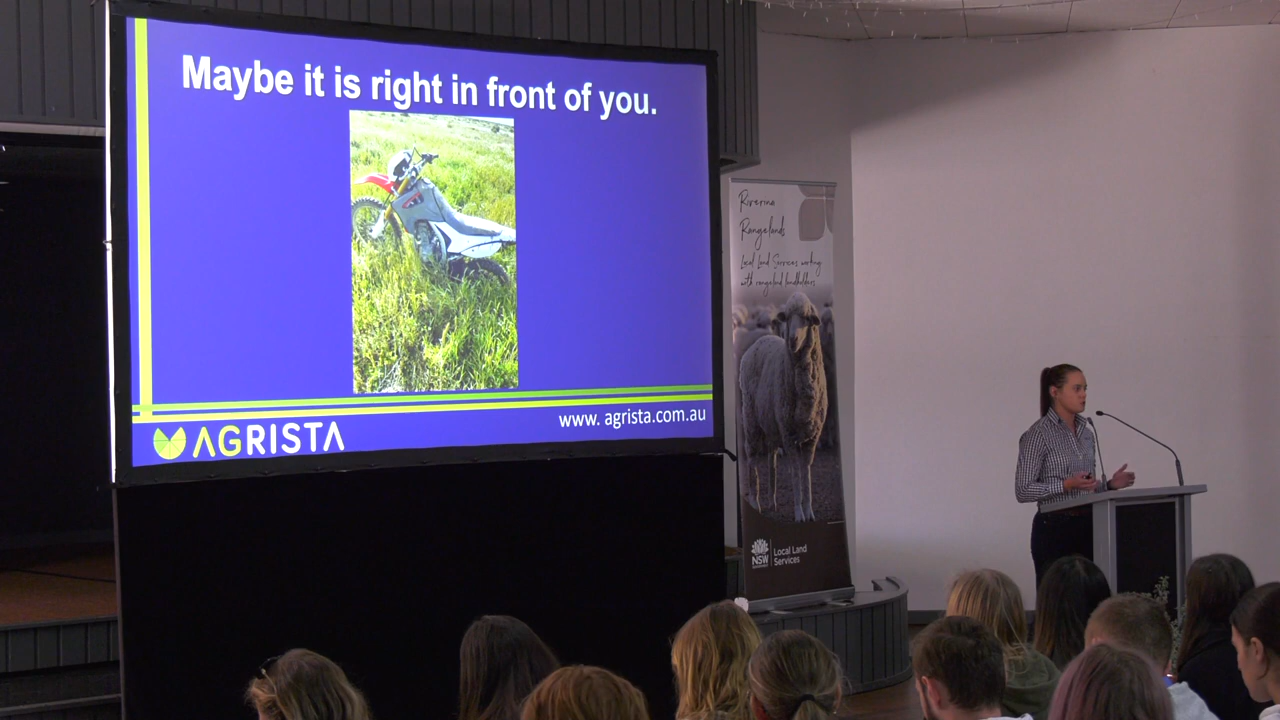 Maybe it is right in front of you.
AGRISTA
www. agrista.com.au
Riverina
Rangelands
Local Land Services working
with rangeland landholders
NSW
GOVERNMENT
Local Land
Services